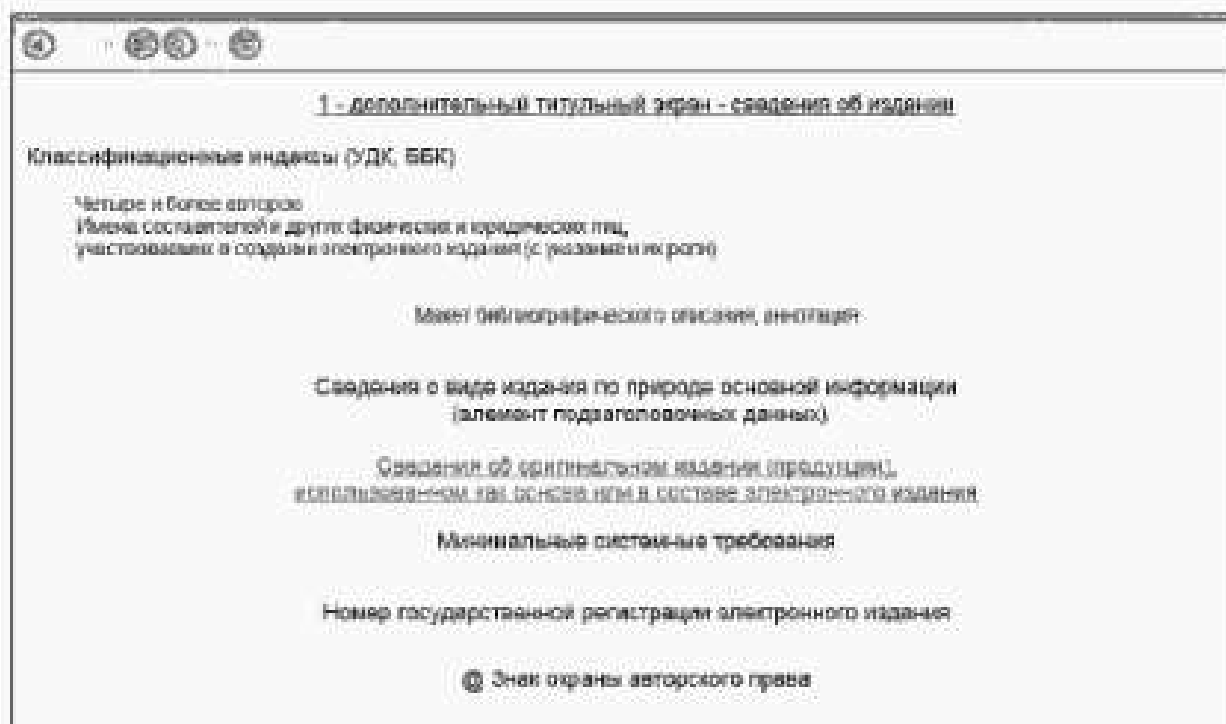 1 - дополнительный титульный экран - сведения об издании
Классификационные индексы (УДК, ББК)
Четыре и более авторов
Имена составителей и других физических и юридических лиц,
участвовавших в создании электронного издания (с указанием их роли)
Макет библиографического описания, аннотация
Сведения о виде издания по природе основной информации
(элемент подзаголовочных данных)
Сведения об оригинальном издании (продукции),
использованном как основа или в составе электронного издания
Минимальные системные требования
Номер государственной регистрации электронного издания
@ Знак охраны авторского права